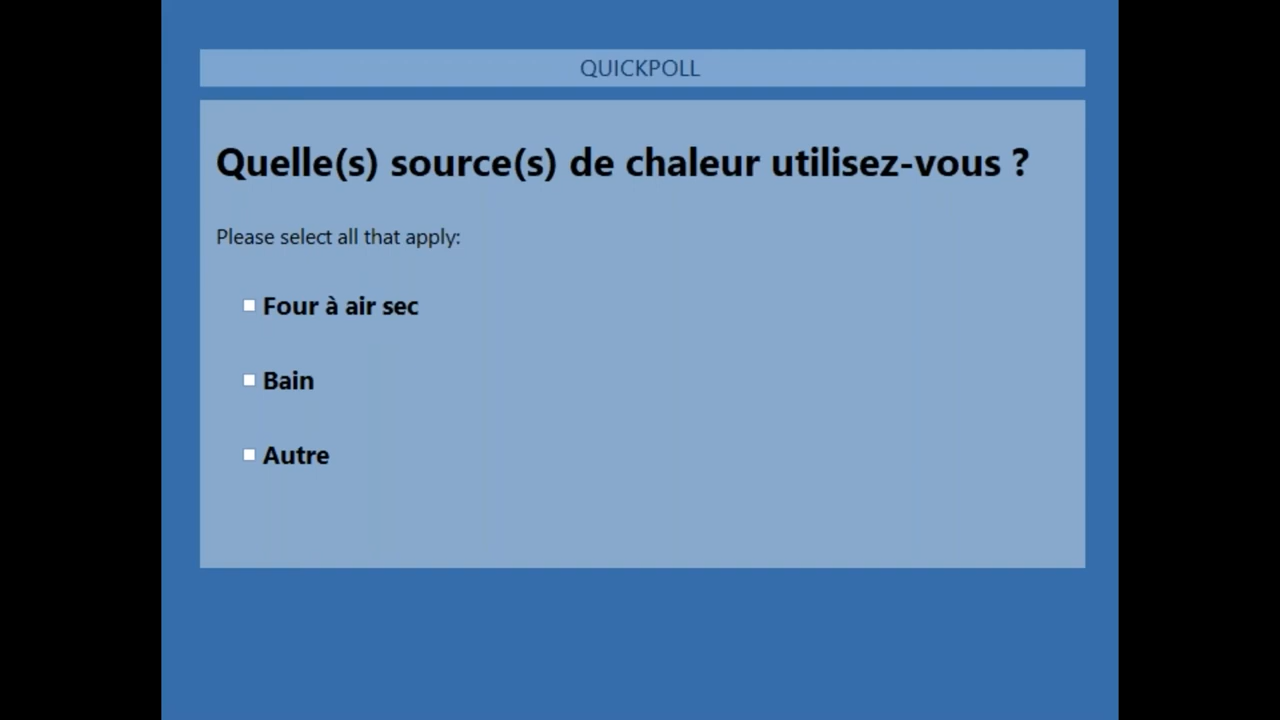 QUICKPOLL
Quelle(s) source(s) de chaleur utilisez-vous ?
Please select all that apply:
Four à air sec
Bain
Autre